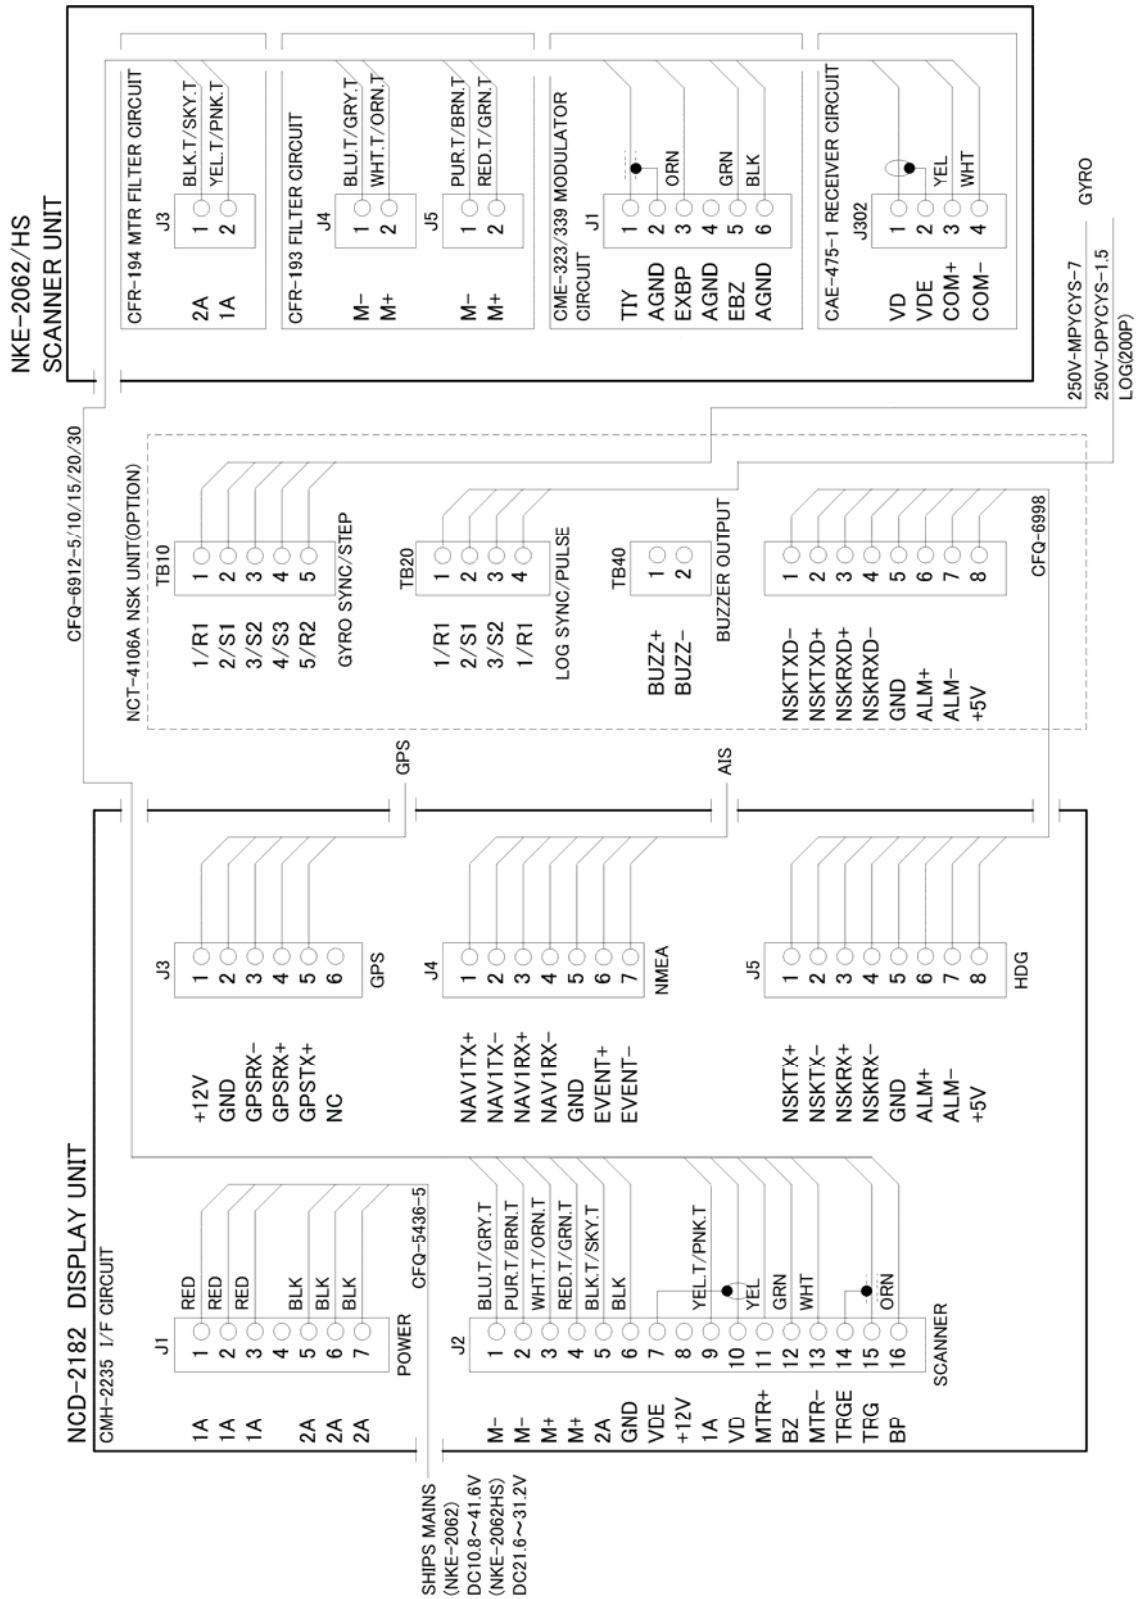 NKE-2062/HS
SCANNER UNIT
CFR-194 MTR FILTER CIRCUIT
J3
2A 1 BLK.T/SKY.T
1A 2 YEL.T/PNK.T
CFR-193 FILTER CIRCUIT
J4
M- 1 BLU.T/GRY.T
M+ 2 WHT.T/ORN.T
J5
M- 1 PUR.T/BRN.T
M+ 2 RED.T/GRN.T
CME-323/339 MODULATOR
CIRCUIT
J1
TIY 1
AGND 2
EXBP 3 ORN
AGND 4
EBZ 5 GRN
AGND 6 BLK
CAE-475-1 RECEIVER CIRCUIT
J302
VD 1
VDE 2
COM+ 3 YEL
COM- 4 WHT
CFQ-6912-5/10/15/20/30
NCT-4106A NSK UNIT(OPTION)
TB10
1/R1 1
2/S1 2
3/S2 3
4/S3 4
5/R2 5
GYRO SYNC/STEP
TB20
1/R1 1
2/S1 2
3/S2 3
1/R1 4
LOG SYNC/PULSE
TB40
BUZZ+ 1
BUZZ- 2
BUZZER OUTPUT
NSKTXD- 1
NSKTXD+ 2
NSKRXD+ 3
NSKRXD- 4
GND 5
ALM+ 6
ALM- 7
+5V 8
CFQ-6998
250V-MPYCYS-7 GYRO
250V-DPYCYS-1.5
LOG(200P)
NCD-2182 DISPLAY UNIT
CMH-2235 I/F CIRCUIT
J3
+12V 1
GND 2
GPSRX- 3
GPSRX+ 4
GPSTX+ 5
NC 6
GPS
GPS
J4
NAV1TX+ 1
NAV1TX- 2
NAV1RX+ 3
NAV1RX- 4
GND 5
EVENT+ 6
EVENT- 7
NMEA
AIS
J5
NSKTX+ 1
NSKTX- 2
NSKRX+ 3
NSKRX- 4
GND 5
ALM+ 6
ALM- 7
+5V 8
HDG
J1
1A 1 RED
1A 2 RED
1A 3 RED
4
2A 5 BLK
2A 6 BLK
2A 7 BLK
POWER
CFQ-5436-5
J2
M- 1 BLU.T/GRY.T
M- 2 PUR.T/BRN.T
M+ 3 WHT.T/ORN.T
M+ 4 RED.T/GRN.T
2A 5 BLK.T/SKY.T
GND 6 BLK
VDE 7
+12V 8
1A 9 YEL.T/PNK.T
VD 10
MTR+ 11 YEL
BZ 12 GRN
MTR- 13 WHT
TRGE 14
TRG 15
BP 16 ORN
SCANNER
SHIPS MAINS
(NKE-2062)
DC10.8～41.6V
(NKE-2062HS)
DC21.6～31.2V